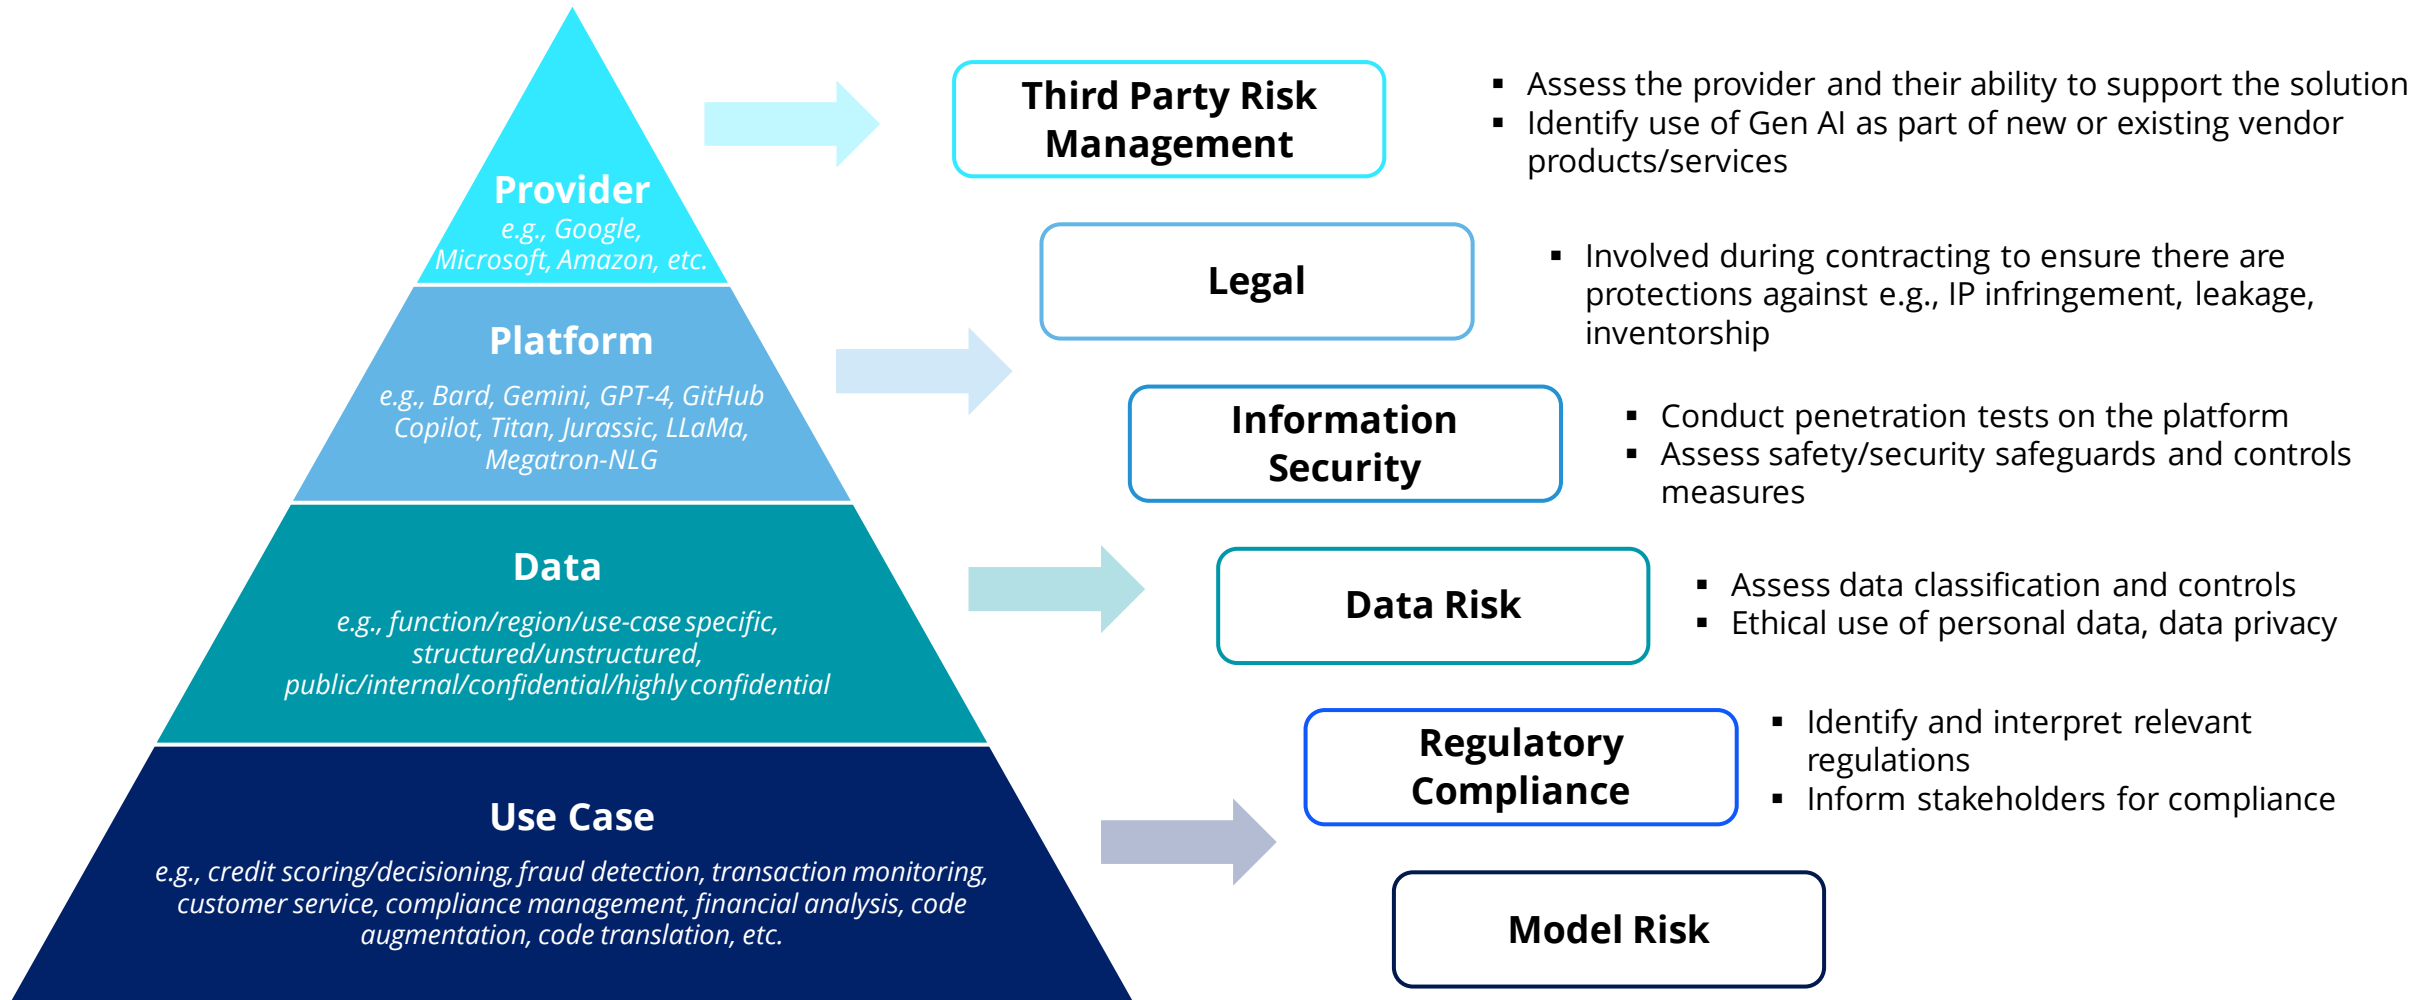 Provider
e.g., Google,
Microsoft, Amazon, etc.
Platform
e.g., Bard, Gemini, GPT-4, GitHub
Copilot, Titan, Jurassic, LLaMa,
Megatron-NLG
Data
e.g., function/region/use-case specific,
structured/unstructured,
public/internal/confidential/highly confidential
Use Case
e.g., credit scoring/decisioning, fraud detection, transaction monitoring,
customer service, compliance management, financial analysis, code
augmentation, code translation, etc.
Third Party Risk
Management
▪ Assess the provider and their ability to support the solution
▪ Identify use of Gen AI as part of new or existing vendor
products/services
Legal
▪ Involved during contracting to ensure there are
protections against e.g., IP infringement, leakage,
inventorship
Information
Security
▪ Conduct penetration tests on the platform
▪ Assess safety/security safeguards and controls
measures
Data Risk
▪ Assess data classification and controls
▪ Ethical use of personal data, data privacy
Regulatory
Compliance
▪ Identify and interpret relevant
regulations
▪ Inform stakeholders for compliance
Model Risk